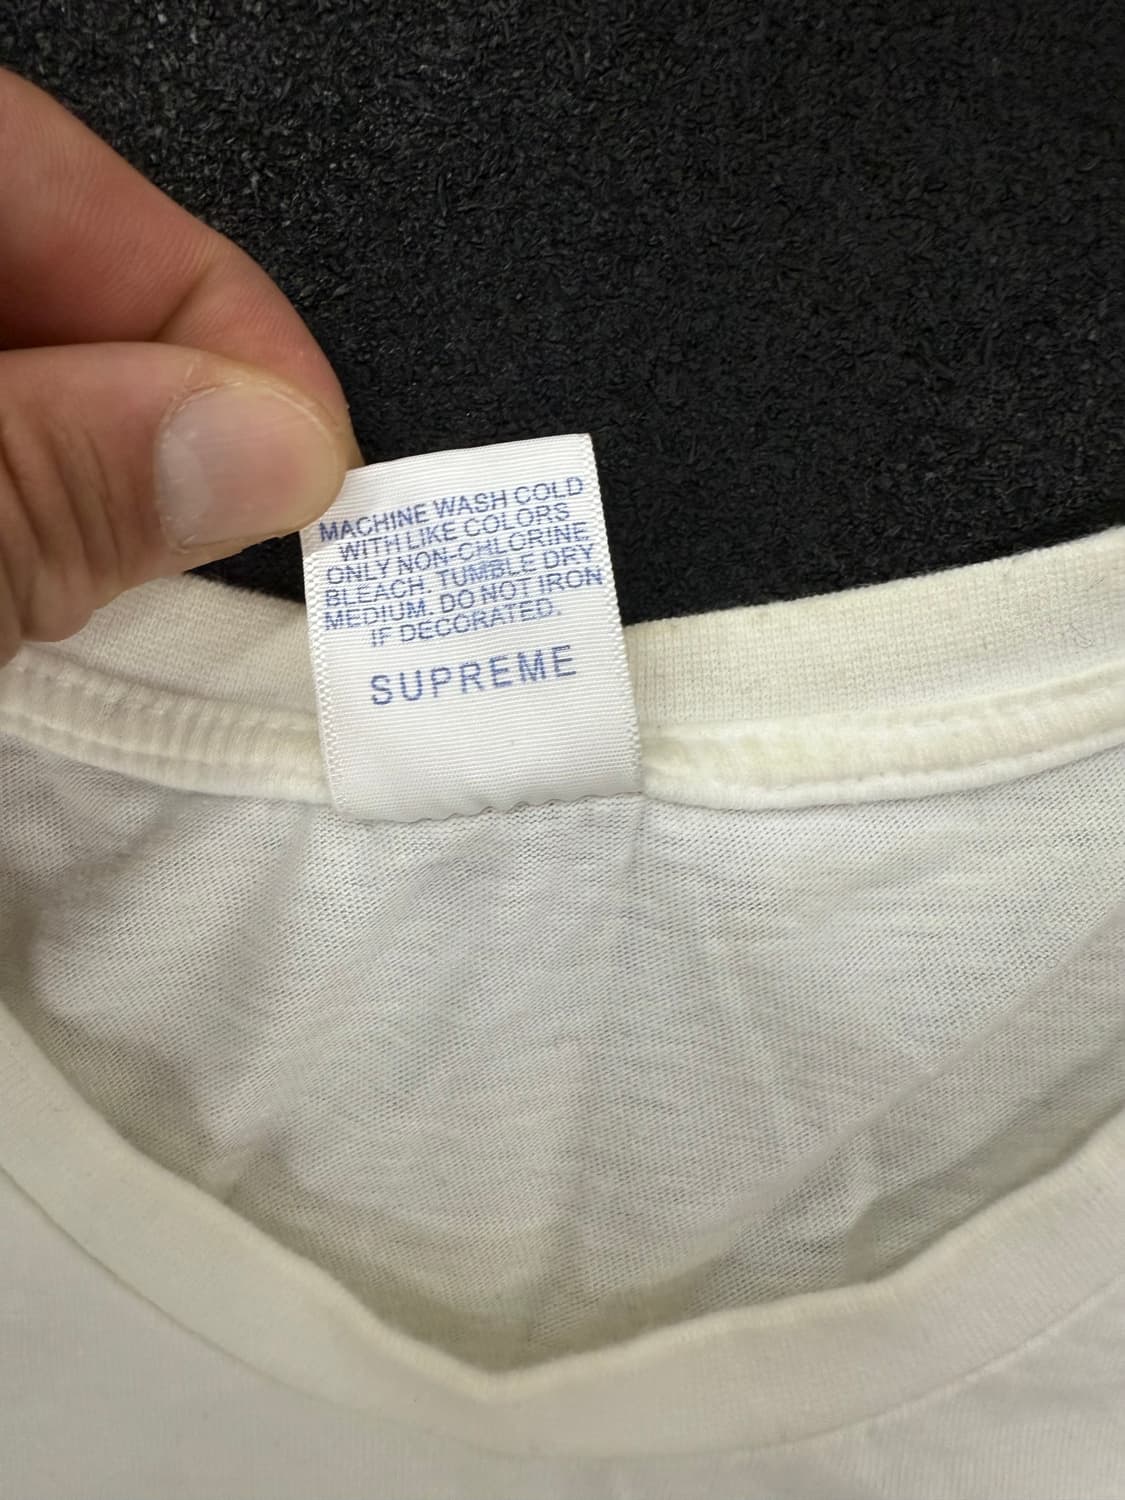 MACHINE WASH COLD
WITH LIKE COLORS
ONLY NON-CHLORINE
BLEACH. TUMBLE DRY
MEDIUM. DO NOT IRON
IF DECORATED.
SUPREME